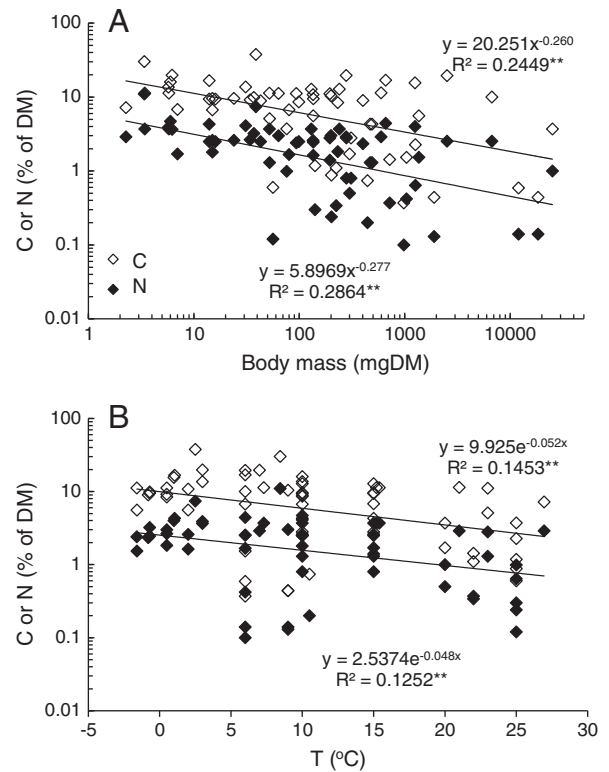 A
100
10
1
0.1
0.01
C or N (% of DM)
y = 20.251x^-0.260
R² = 0.2449**
C
N
y = 5.8969x^-0.277
R² = 0.2864**
1 10 100 1000 10000
Body mass (mgDM)
B
100
10
1
0.1
0.01
C or N (% of DM)
y = 9.925e^-0.052x
R² = 0.1453**
y = 2.5374e^-0.048x
R² = 0.1252**
-5 0 5 10 15 20 25 30
T (ºC)